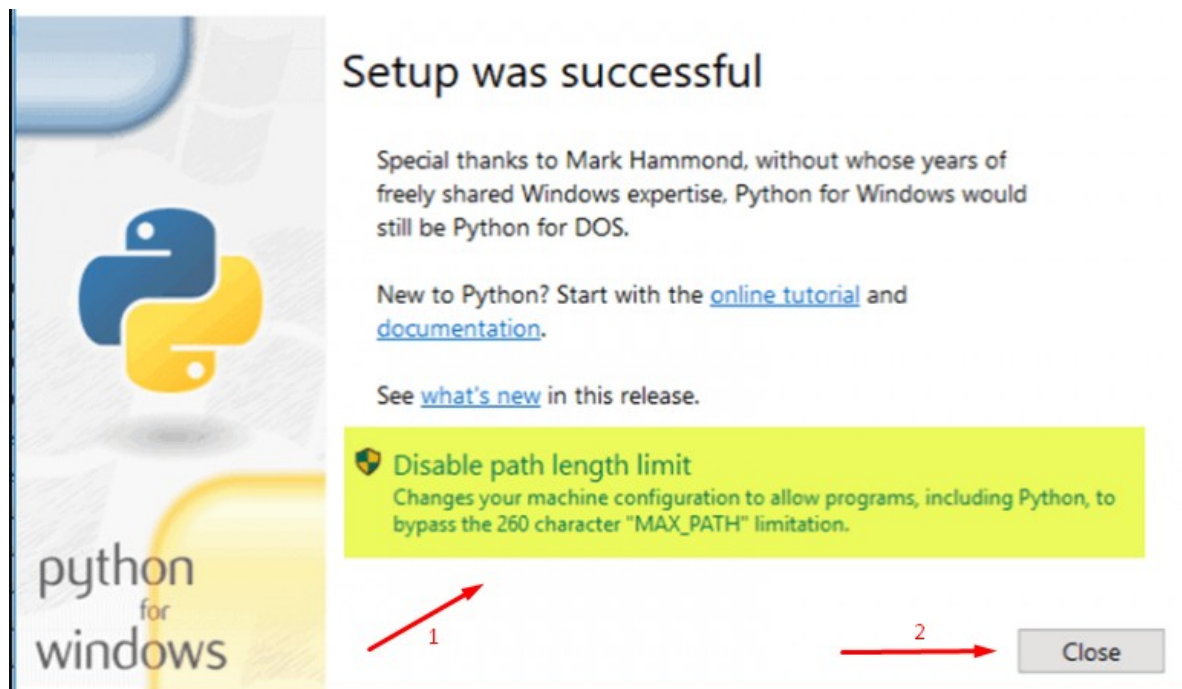 Setup was successful
Special thanks to Mark Hammond, without whose years of
freely shared Windows expertise, Python for Windows would
still be Python for DOS.
New to Python? Start with the online tutorial and
documentation.
See what's new in this release.
Disable path length limit
Changes your machine configuration to allow programs, including Python, to
bypass the 260 character "MAX_PATH" limitation.
python
for
windows
1
2
Close